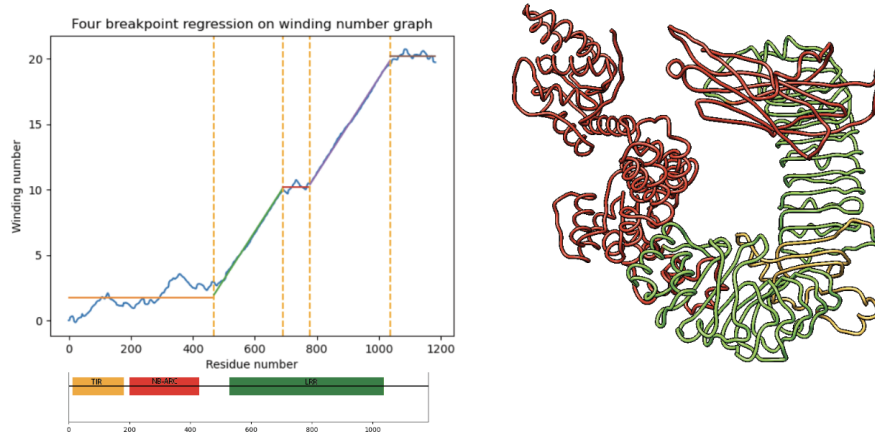 Four breakpoint regression on winding number graph
20
15
10
5
0
Winding number
0 200 400 600 800 1000 1200
Residue number
TIR NB-ARC LRR
0 200 400 600 800 1000